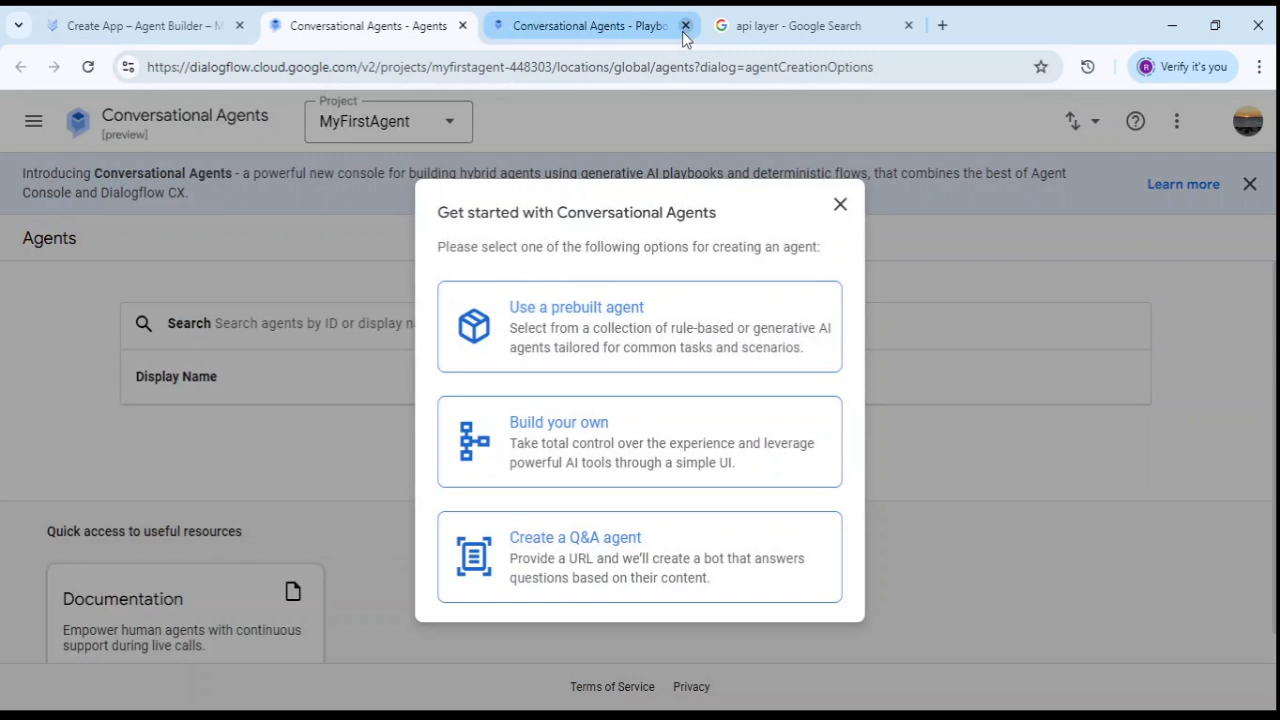 Create App – Agent Builder – M
Conversational Agents - Agents
Conversational Agents - Playbo
api layer - Google Search
https://dialogflow.cloud.google.com/v2/projects/myfirstagent-448303/locations/global/agents?dialog=agentCreationOptions
R
Verify it's you
Conversational Agents
[preview]
Project
MyFirstAgent
Introducing Conversational Agents - a powerful new console for building hybrid agents using generative AI playbooks and deterministic flows, that combines the best of Agent
Console and Dialogflow CX.
Learn more
Agents
Get started with Conversational Agents
Please select one of the following options for creating an agent:
Search Search agents by ID or display n
Display Name
Use a prebuilt agent
Select from a collection of rule-based or generative AI
agents tailored for common tasks and scenarios.
Build your own
Take total control over the experience and leverage
powerful AI tools through a simple UI.
Create a Q&A agent
Provide a URL and we'll create a bot that answers
questions based on their content.
Quick access to useful resources
Documentation
Empower human agents with continuous
support during live calls.
Terms of Service
Privacy